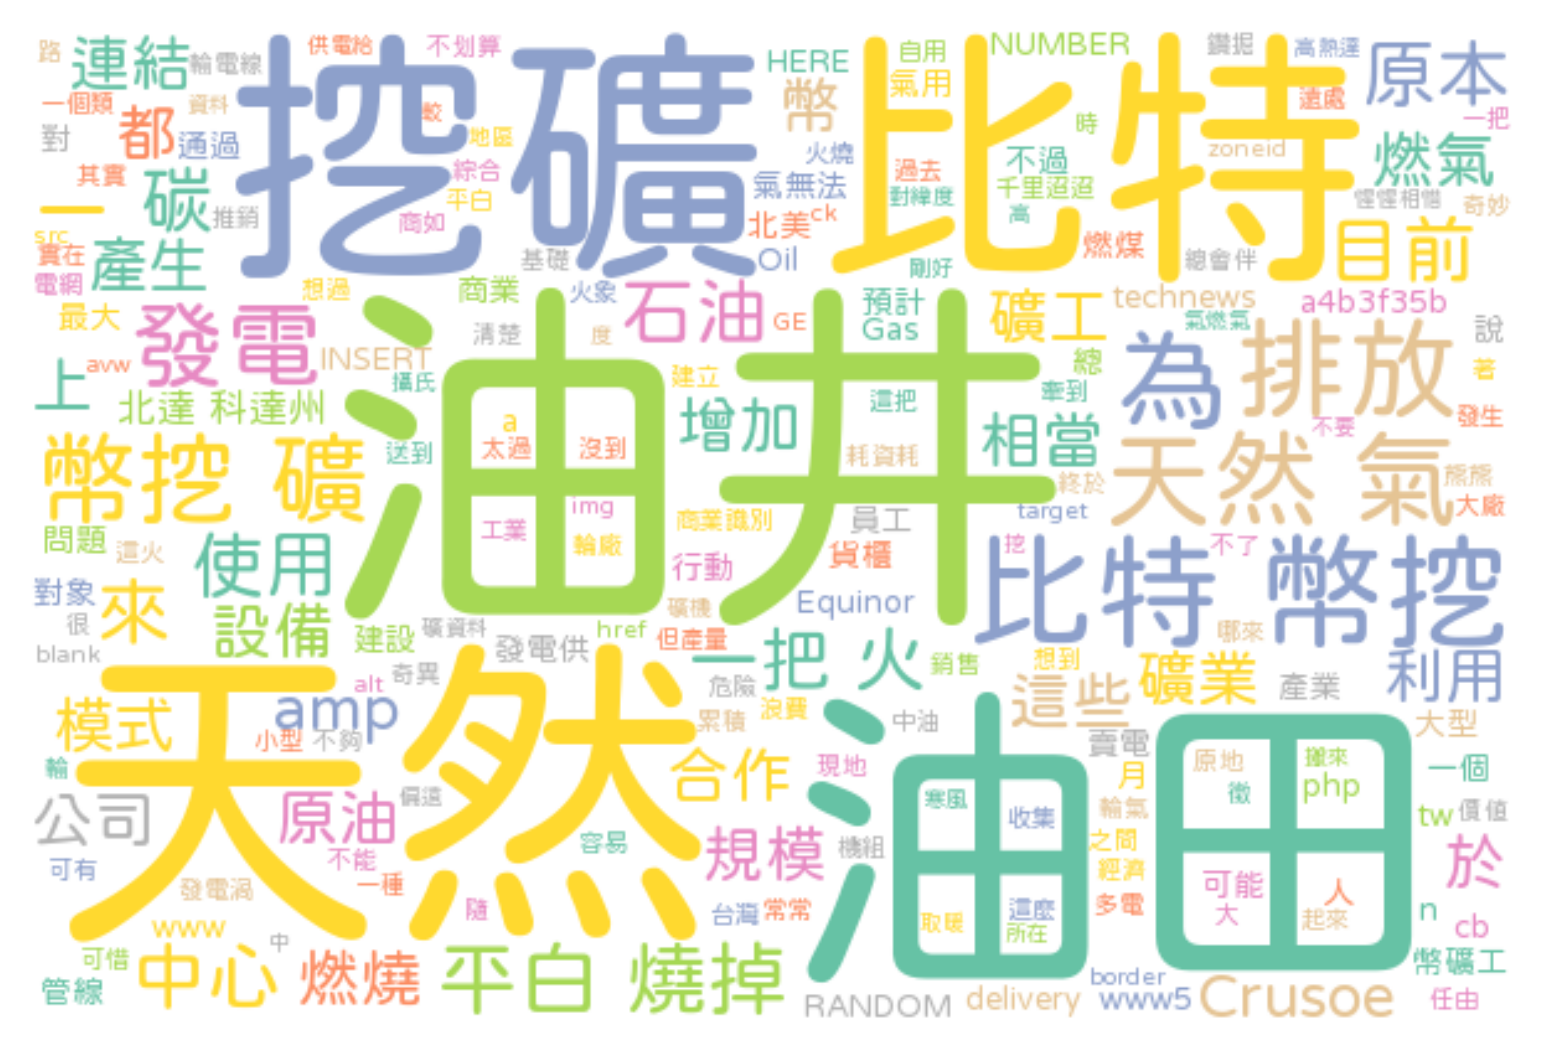 路
連結
輪電線
供電給
不划算
挖礦
HERE
自用
NUMBER
比特
鑽掘
高熱達
原本
一個類
資料
都
通過
較
地區
幣
氣用
遠處
一把
對
其實
碳
綜合
火燒
過去
時
不過
zoneid
燃氣
一
推銷
平白
商如
氣無法
北美
ck
對緯度
千里迢迢
高
燃煤
惺惺相惜
奇妙
src
實在
電網
產生
基礎
Oil
剛好
總會伴
目前
最大
想過
商業
火象
石油
GE
預計
Gas
礦工
technews
a4b3f35b
氣燃氣
說
發電
清楚
度
油井
INSERT
avw
上
攝氏
建立
總
為
排放
著
北達 科達州
a
太過
沒到
增加
這把
牽到
相當
不要
發生
幣挖 礦
送到
耗資耗
終於
天然 氣
熊熊
大廠
img
工業
輪廠
商業識別
員工
target
問題
這火
使用
行動
貨櫃
挖
不了
比特 幣挖
對象
很
來
設備
建設
礦資料
礦機
Equinor
href
但產量
哪來
blank
發電供
一把 火
銷售
想到
礦業
產業
利用
奇異
alt
天然
危險
模式
amp
小型
不夠
累積
浪費
中油
這些
賣電
大型
輪
合作
現地
油田
月
原地
搬來
php
徵
一個
公司
原油
偏遠
寒風
收集
輪氣
tw
價值
不能
容易
規模
機組
之間
經濟
於
可有
發電渦
一種
隨
台灣
常常
取暖
這麼
所在
多電
可能
大
人
起來
n
cb
www
中
可惜
中心
燃燒
平白 燒掉
幣礦工
管線
RANDOM
delivery
border
www5
Crusoe
任由